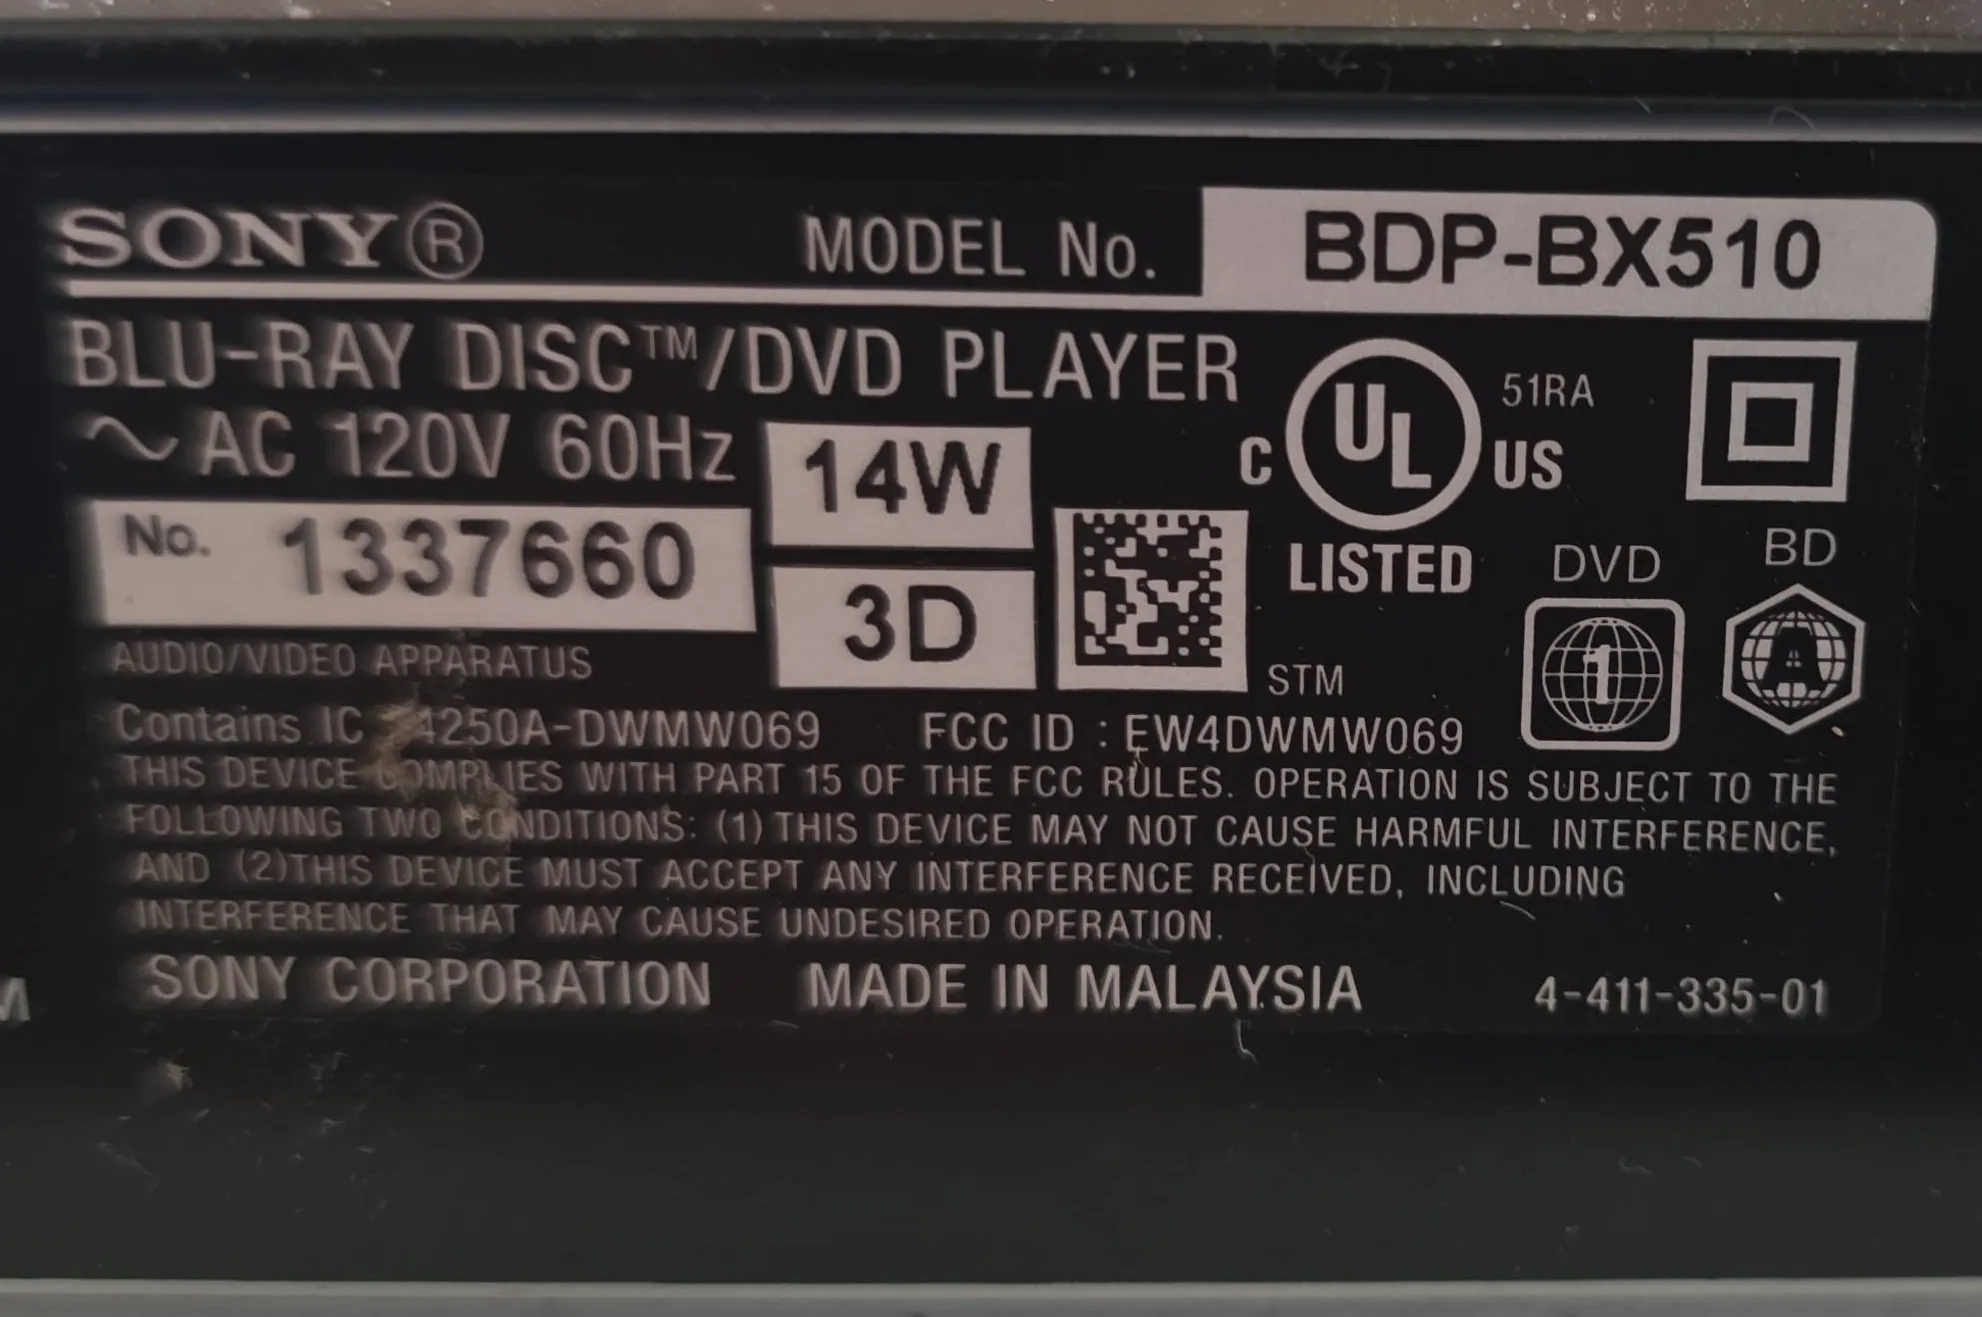 SONY® MODEL No. BDP-BX510
BLU-RAY DISC™/DVD PLAYER
~ AC 120V 60Hz 14W
C UL US 51RA
LISTED
No. 1337660
3D
DVD
1
BD
A
STM
AUDIO/VIDEO APPARATUS
Contains IC 4250A-DWMW069 FCC ID : EW4DWMW069
THIS DEVICE COMPLIES WITH PART 15 OF THE FCC RULES. OPERATION IS SUBJECT TO THE
FOLLOWING TWO CONDITIONS: (1) THIS DEVICE MAY NOT CAUSE HARMFUL INTERFERENCE,
AND (2)THIS DEVICE MUST ACCEPT ANY INTERFERENCE RECEIVED, INCLUDING
INTERFERENCE THAT MAY CAUSE UNDESIRED OPERATION.
SONY CORPORATION MADE IN MALAYSIA 4-411-335-01
M